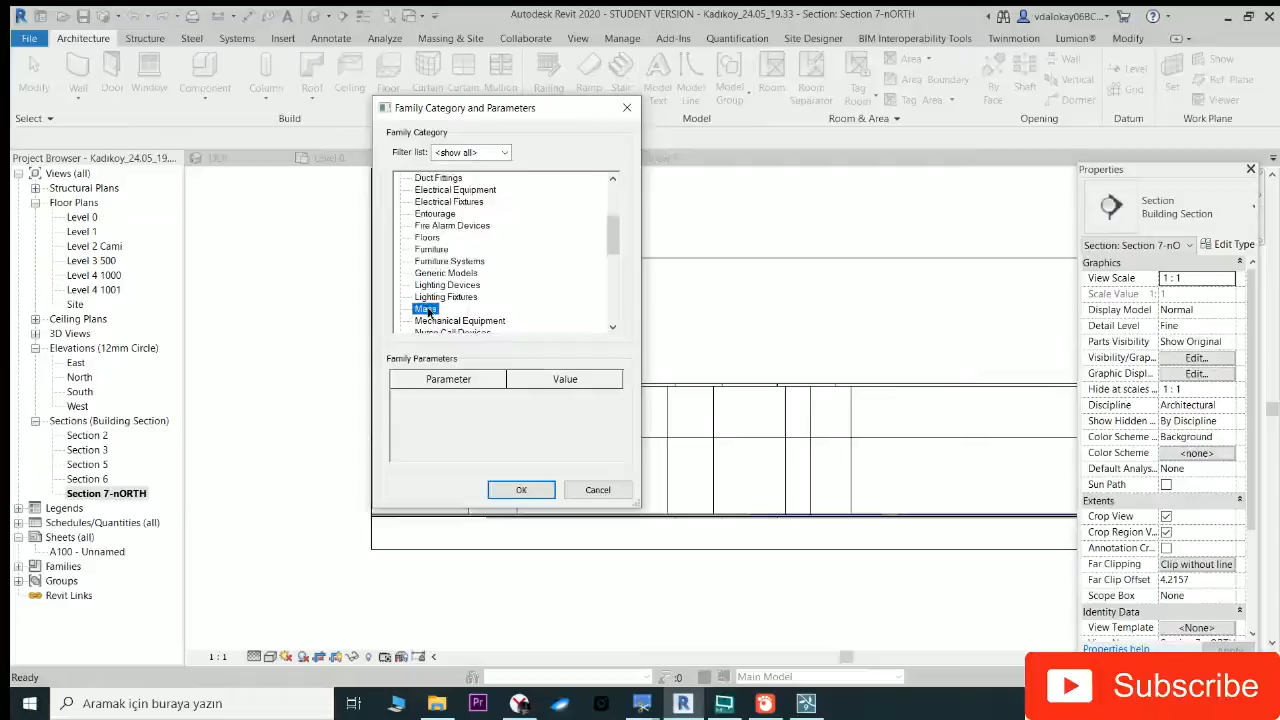 Autodesk Revit 2020 - STUDENT VERSION - Kadıkoy_24.05_19.33 - Section: Section 7-nORTH
vdalokay06BC...
File Architecture Structure Steel Systems Insert Annotate Analyze Massing & Site Collaborate View Manage Add-Ins Quantification Site Designer BIM Interoperability Tools Twinmotion Lumion® Modify
Modify Wall Door Window Component Column Roof Ceiling Floor Curtain Curtain Mullion Railing Ramp Stair Model Model Model Room Room Tag By Shaft Wall Level Set Show
Text Line Group Separator Room Area Area Boundary Tag Area Face Vertical Dormer Grid Ref Plane Viewer
Select Build Model Room & Area Opening Datum Work Plane
Project Browser - Kadıkoy_24.05_19....
Views (all)
Structural Plans
Floor Plans
Level 0
Level 1
Level 2 Cami
Level 3 500
Level 4 1000
Level 4 1001
Site
Ceiling Plans
3D Views
Elevations (12mm Circle)
East
North
South
West
Sections (Building Section)
Section 2
Section 3
Section 5
Section 6
Section 7-nORTH
Legends
Schedules/Quantities (all)
Sheets (all)
A100 - Unnamed
Families
Groups
Revit Links
Family Category and Parameters
Family Category
Filter list: <show all>
Duct Fittings
Electrical Equipment
Electrical Fixtures
Entourage
Fire Alarm Devices
Floors
Furniture
Furniture Systems
Generic Models
Lighting Devices
Lighting Fixtures
Mass
Mechanical Equipment
Nurse Call Devices
Family Parameters
Parameter Value
OK Cancel
Properties
Section
Building Section
Section: Section 7-nO Edit Type
Graphics
View Scale 1 : 1
Scale Value 1: 1
Display Model Normal
Detail Level Fine
Parts Visibility Show Original
Visibility/Grap... Edit...
Graphic Displ... Edit...
Hide at scales ... 1 : 1
Discipline Architectural
Show Hidden ... By Discipline
Color Scheme ... Background
Color Scheme <none>
Default Analys... None
Sun Path
Extents
Crop View
Crop Region V...
Annotation Cr...
Far Clipping Clip without line
Far Clip Offset 4.2157
Scope Box None
Identity Data
View Template <None>
Properties help Apply
1 : 1
Ready :0 Main Model
Aramak için buraya yazın
Subscribe